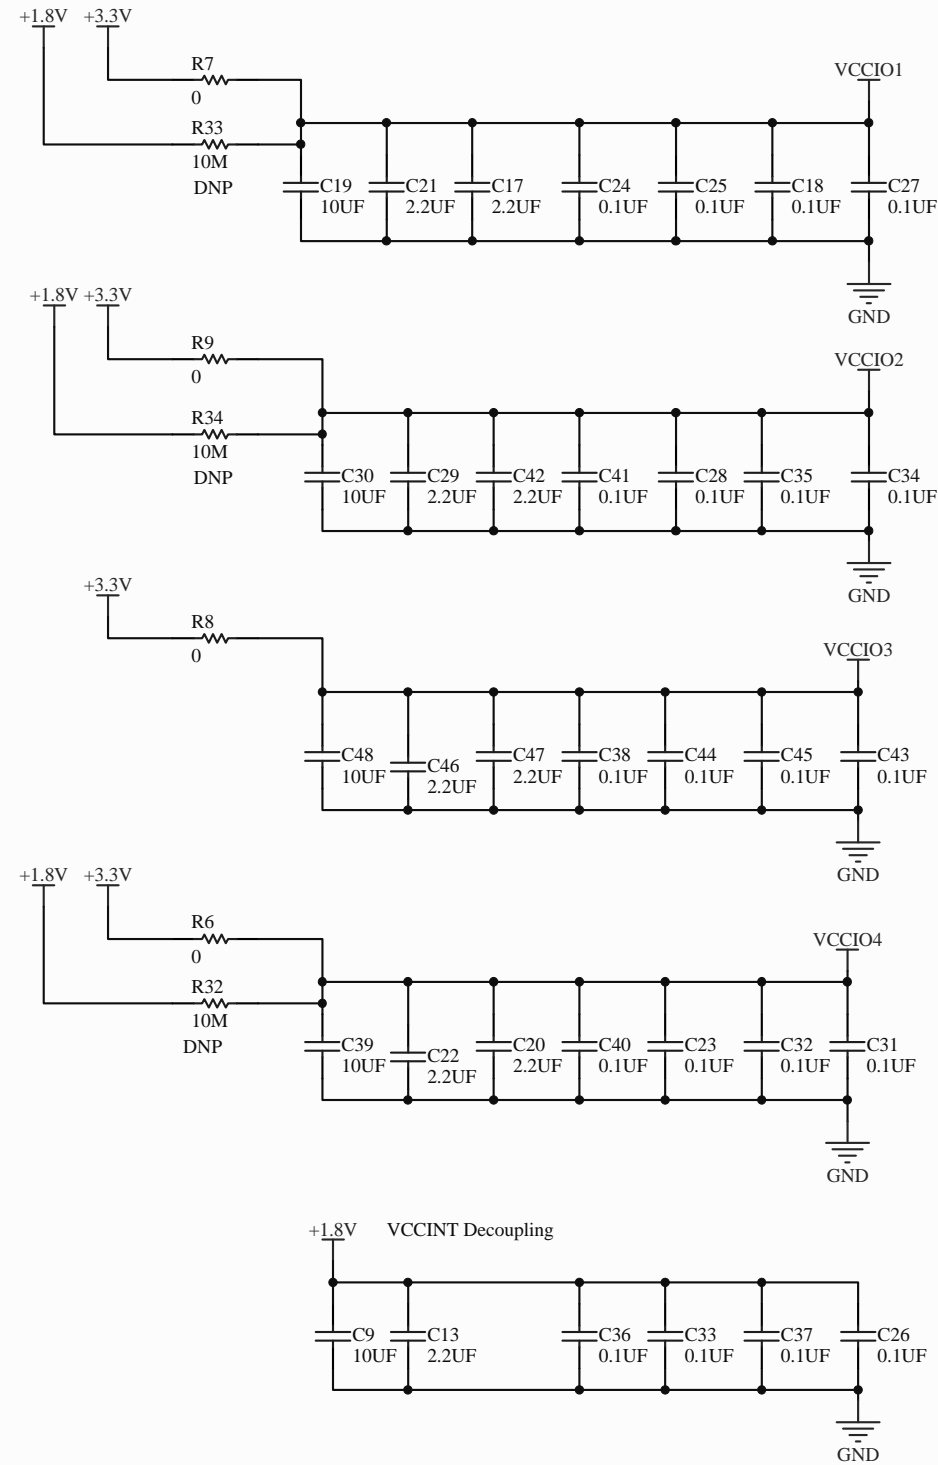 +1.8V +3.3V
R7
0
VCCIO1
R33
10M
DNP
C19 C21 C17 C24 C25 C18 C27
10UF 2.2UF 2.2UF 0.1UF 0.1UF 0.1UF 0.1UF
GND
+1.8V +3.3V
R9
0
VCCIO2
R34
10M
DNP
C30 C29 C42 C41 C28 C35 C34
10UF 2.2UF 2.2UF 0.1UF 0.1UF 0.1UF 0.1UF
GND
+3.3V
R8
0
VCCIO3
C48 C46 C47 C38 C44 C45 C43
10UF 2.2UF 2.2UF 0.1UF 0.1UF 0.1UF 0.1UF
GND
+1.8V +3.3V
R6
0
VCCIO4
R32
10M
DNP
C39 C22 C20 C40 C23 C32 C31
10UF 2.2UF 2.2UF 0.1UF 0.1UF 0.1UF 0.1UF
GND
+1.8V VCCINT Decoupling
C9 C13 C36 C33 C37 C26
10UF 2.2UF 0.1UF 0.1UF 0.1UF 0.1UF
GND